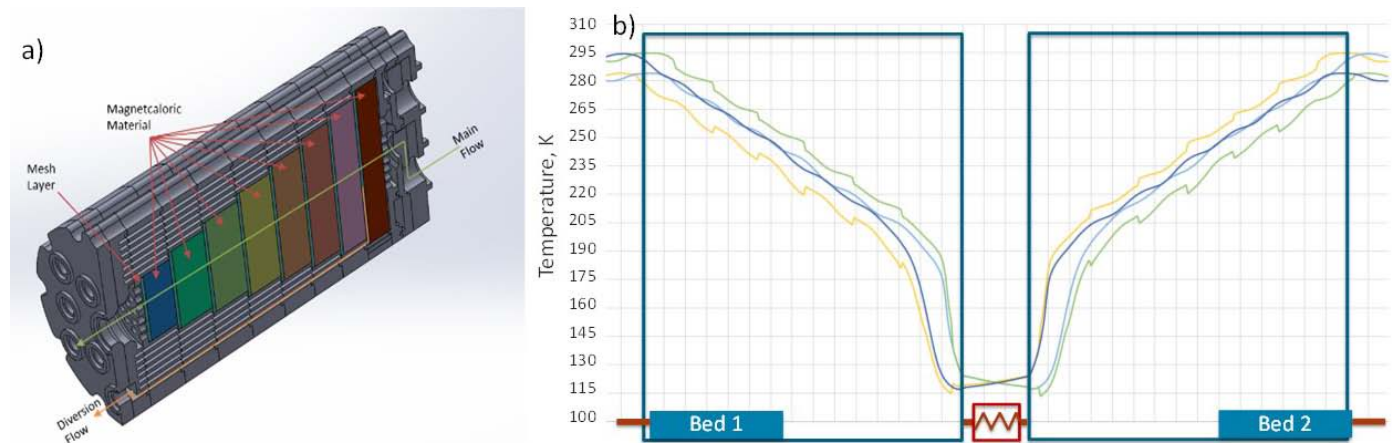 a)
Magnetcaloric
Material
Mesh
Layer
Main
Flow
Diversion
Flow
b)
Temperature, K
310
295
280
265
250
235
220
205
190
175
160
145
130
115
100
Bed 1
Bed 2